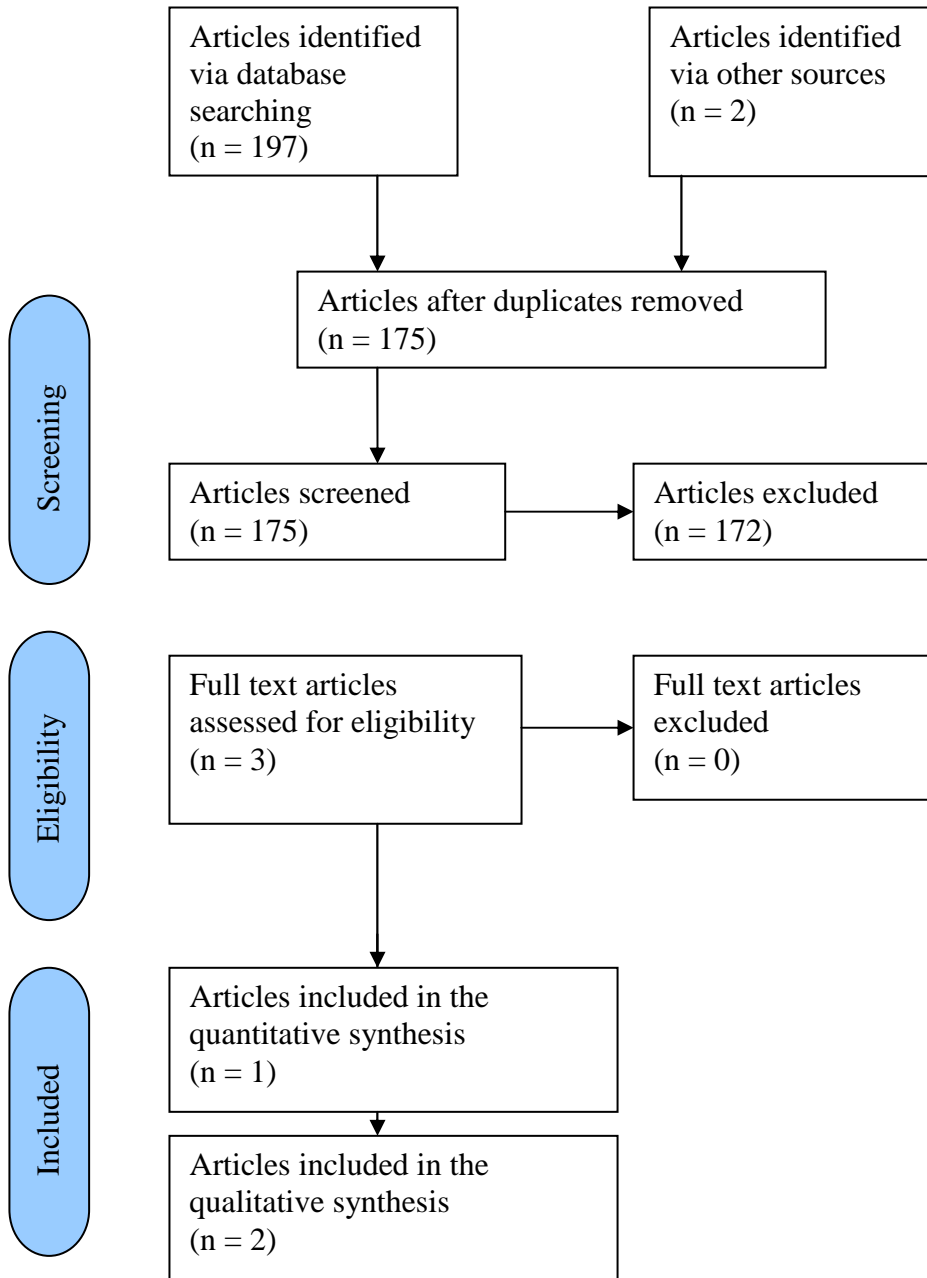 Articles identified
via database
searching
(n = 197)
Articles identified
via other sources
(n = 2)
Articles after duplicates removed
(n = 175)
Screening
Articles screened
(n = 175)
Articles excluded
(n = 172)
Eligibility
Full text articles
assessed for eligibility
(n = 3)
Full text articles
excluded
(n = 0)
Included
Articles included in the
quantitative synthesis
(n = 1)
Articles included in the
qualitative synthesis
(n = 2)